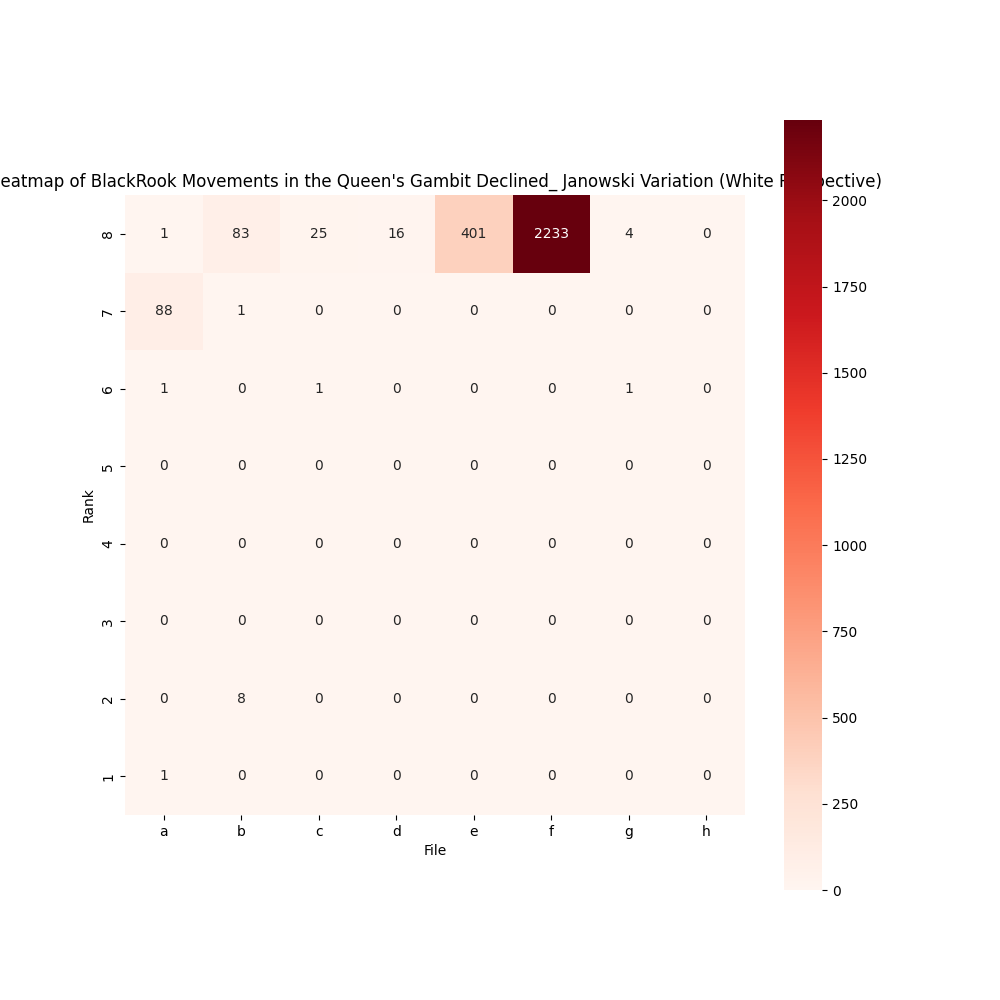 eatmap of BlackRook Movements in the Queen's Gambit Declined_ Janowski Variation (White Perspective)
8 1 83 25 16 401 2233 4 0
7 88 1 0 0 0 0 0 0
6 1 0 1 0 0 0 1 0
5 0 0 0 0 0 0 0 0
4 0 0 0 0 0 0 0 0
3 0 0 0 0 0 0 0 0
2 0 8 0 0 0 0 0 0
1 1 0 0 0 0 0 0 0
Rank
a b c d e f g h
File
2000
1750
1500
1250
1000
750
500
250
0